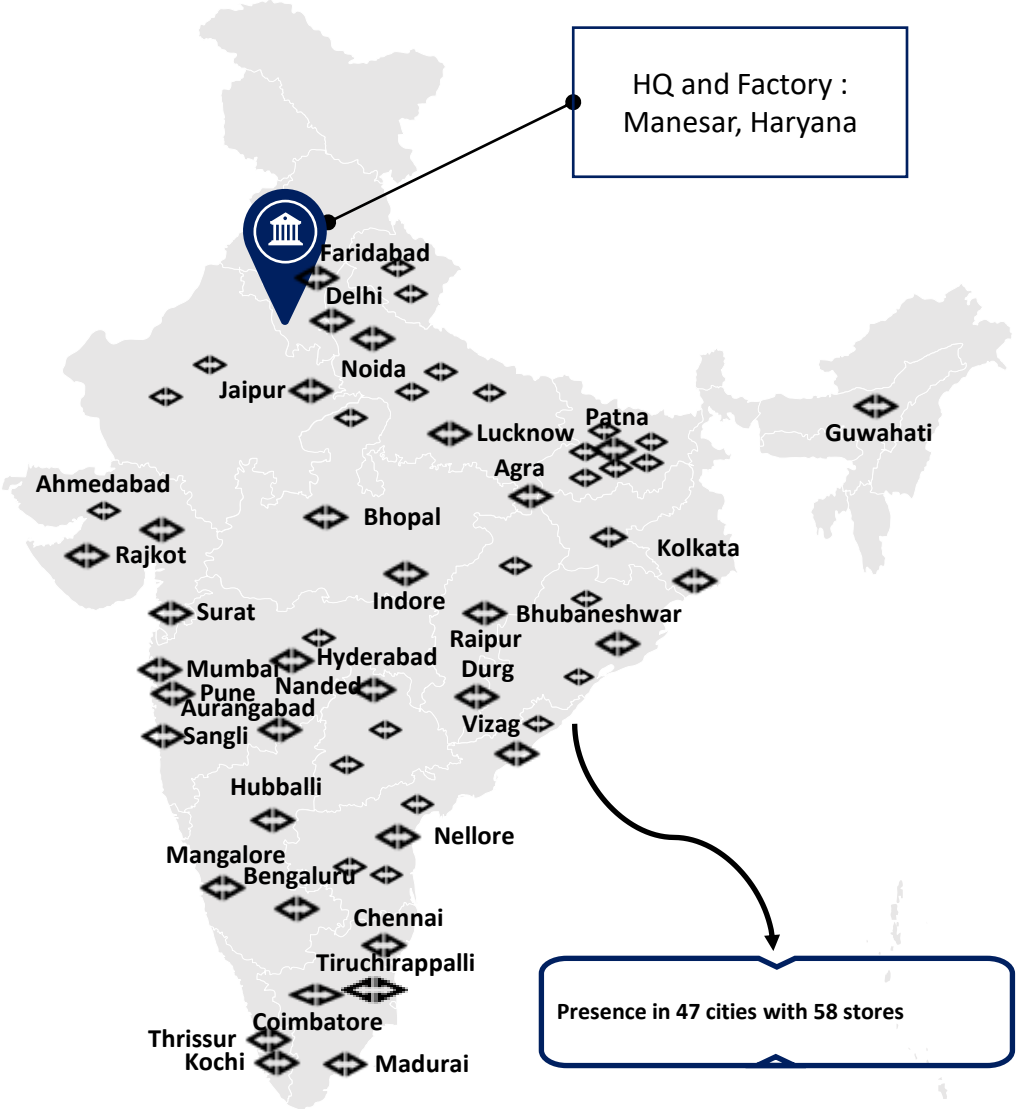 HQ and Factory :
Manesar, Haryana
Faridabad
Delhi
Noida
Jaipur
Lucknow
Patna
Guwahati
Agra
Ahmedabad
Bhopal
Rajkot
Kolkata
Indore
Surat
Bhubaneshwar
Raipur
Hyderabad
Mumbai
Durg
Nanded
Pune
Aurangabad
Vizag
Sangli
Hubballi
Nellore
Mangalore
Bengaluru
Chennai
Tiruchirappalli
Coimbatore
Thrissur
Kochi
Madurai
Presence in 47 cities with 58 stores